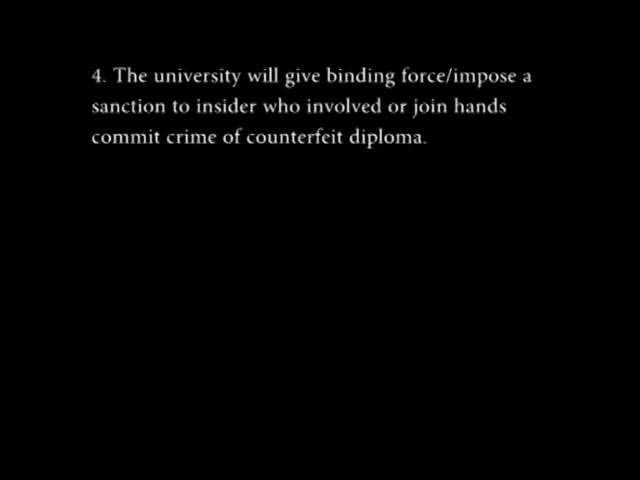 4. The university will give binding force/impose a
sanction to insider who involved or join hands
commit crime of counterfeit diploma.